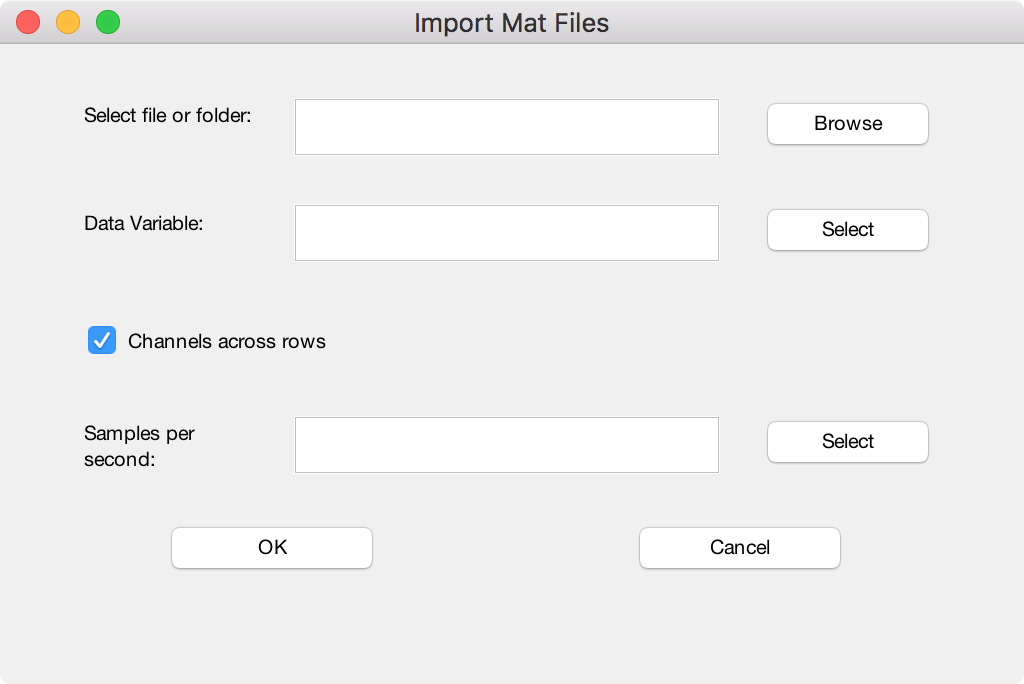 Import Mat Files
Select file or folder:
Browse
Data Variable:
Select
Channels across rows
Samples per
second:
Select
OK
Cancel